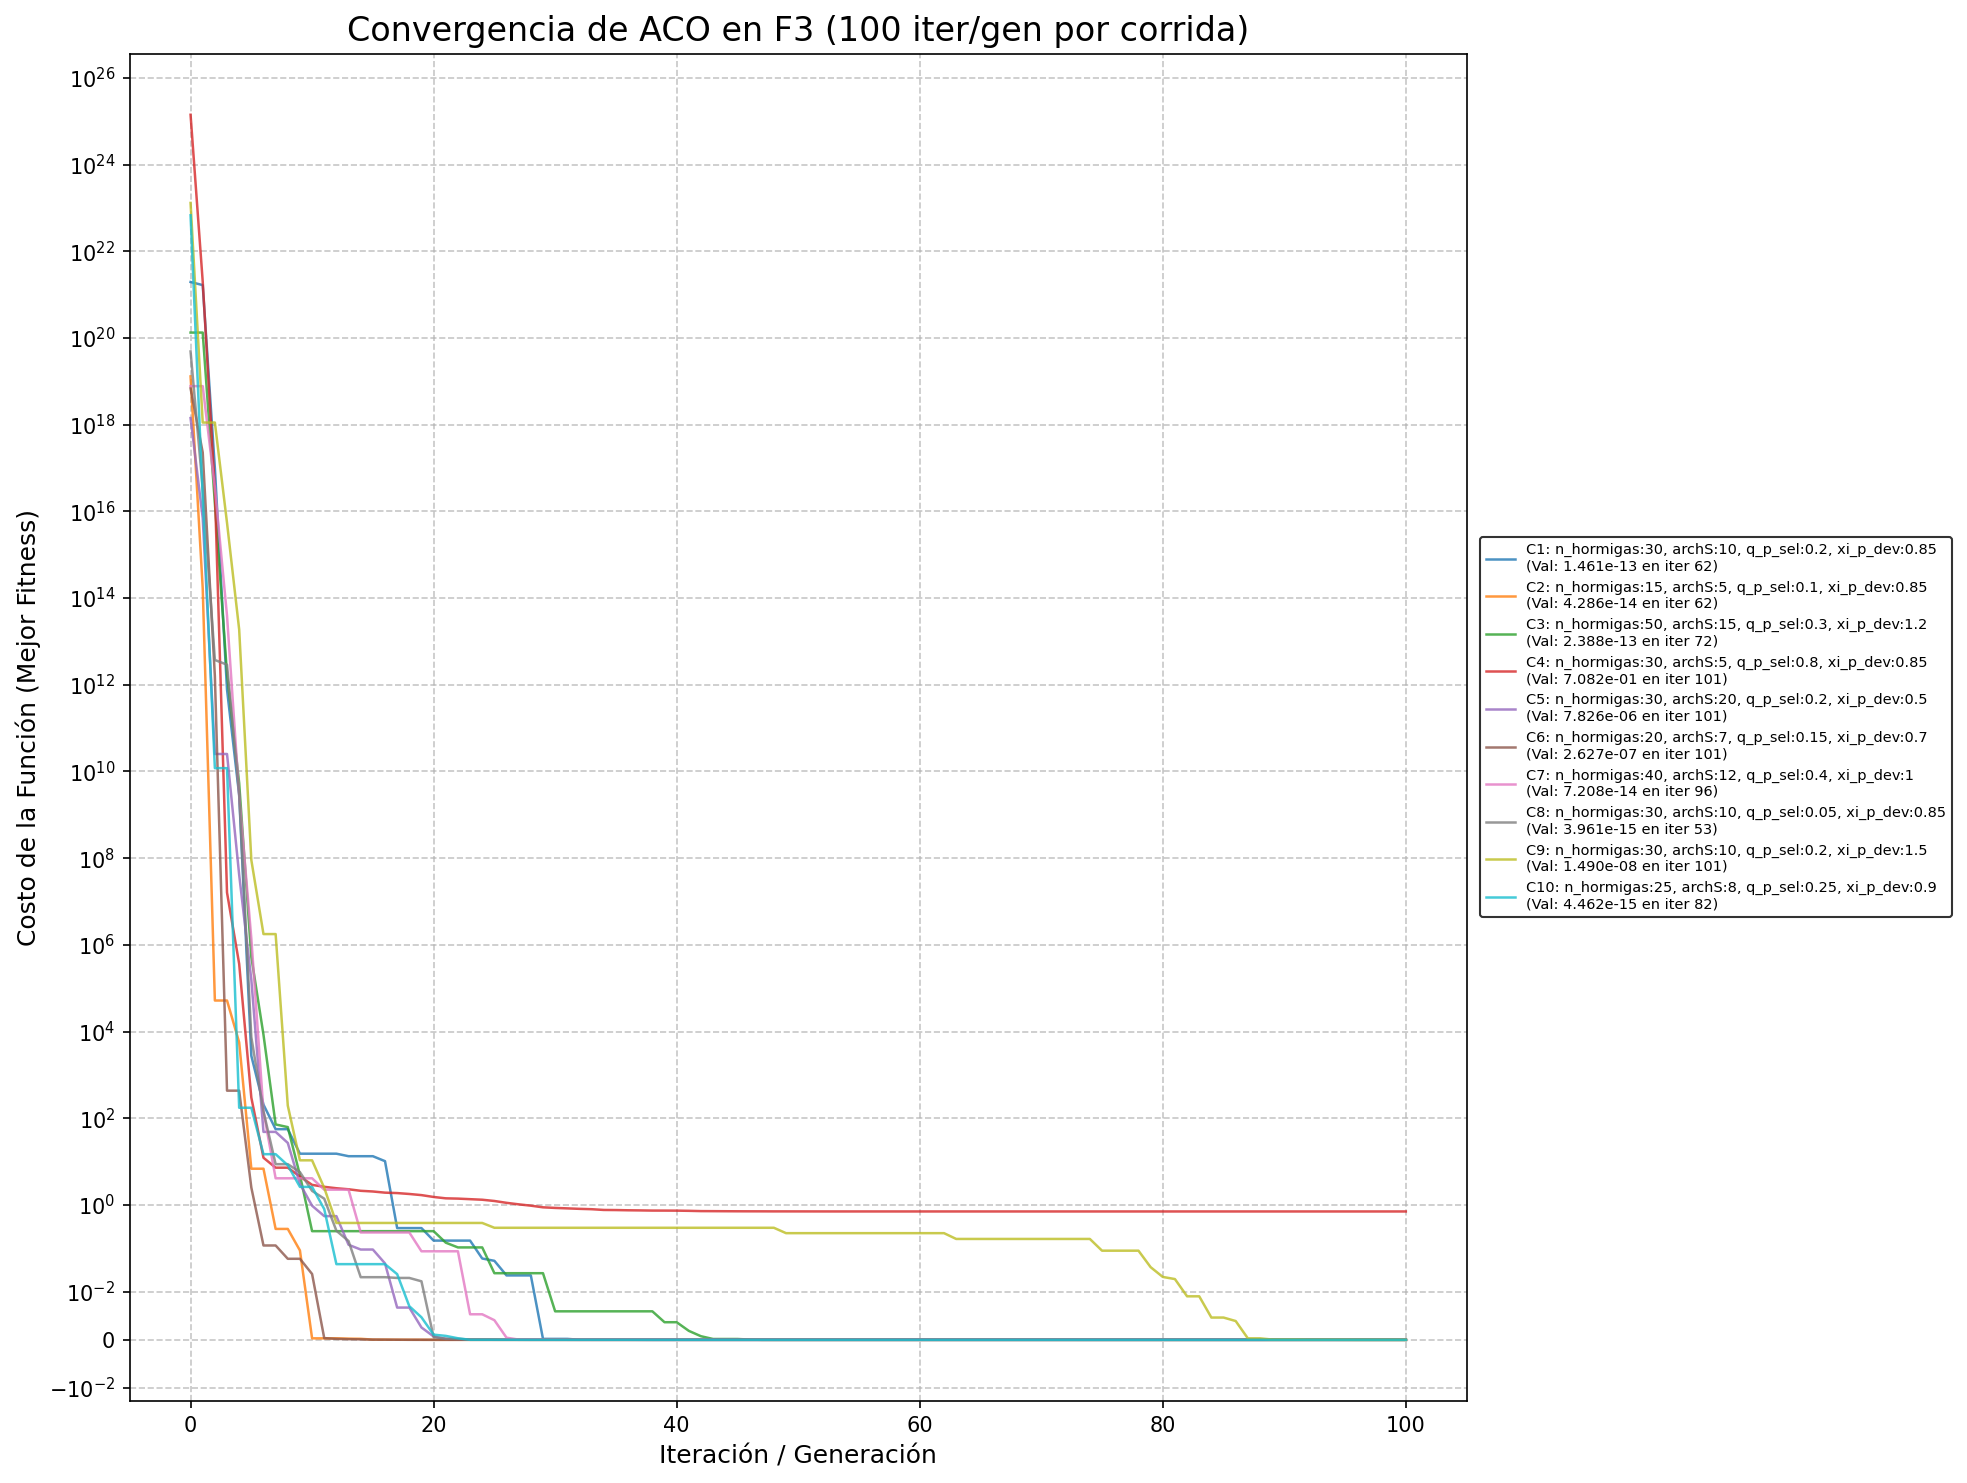 Convergencia de ACO en F3 (100 iter/gen por corrida)
Costo de la Función (Mejor Fitness)
10^26
10^24
10^22
10^20
10^18
10^16
10^14
10^12
10^10
10^8
10^6
10^4
10^2
10^0
10^-2
0
−10^-2
0 20 40 60 80 100
Iteración / Generación
C1: n_hormigas:30, archS:10, q_p_sel:0.2, xi_p_dev:0.85
(Val: 1.461e-13 en iter 62)
C2: n_hormigas:15, archS:5, q_p_sel:0.1, xi_p_dev:0.85
(Val: 4.286e-14 en iter 62)
C3: n_hormigas:50, archS:15, q_p_sel:0.3, xi_p_dev:1.2
(Val: 2.388e-13 en iter 72)
C4: n_hormigas:30, archS:5, q_p_sel:0.8, xi_p_dev:0.85
(Val: 7.082e-01 en iter 101)
C5: n_hormigas:30, archS:20, q_p_sel:0.2, xi_p_dev:0.5
(Val: 7.826e-06 en iter 101)
C6: n_hormigas:20, archS:7, q_p_sel:0.15, xi_p_dev:0.7
(Val: 2.627e-07 en iter 101)
C7: n_hormigas:40, archS:12, q_p_sel:0.4, xi_p_dev:1
(Val: 7.208e-14 en iter 96)
C8: n_hormigas:30, archS:10, q_p_sel:0.05, xi_p_dev:0.85
(Val: 3.961e-15 en iter 53)
C9: n_hormigas:30, archS:10, q_p_sel:0.2, xi_p_dev:1.5
(Val: 1.490e-08 en iter 101)
C10: n_hormigas:25, archS:8, q_p_sel:0.25, xi_p_dev:0.9
(Val: 4.462e-15 en iter 82)